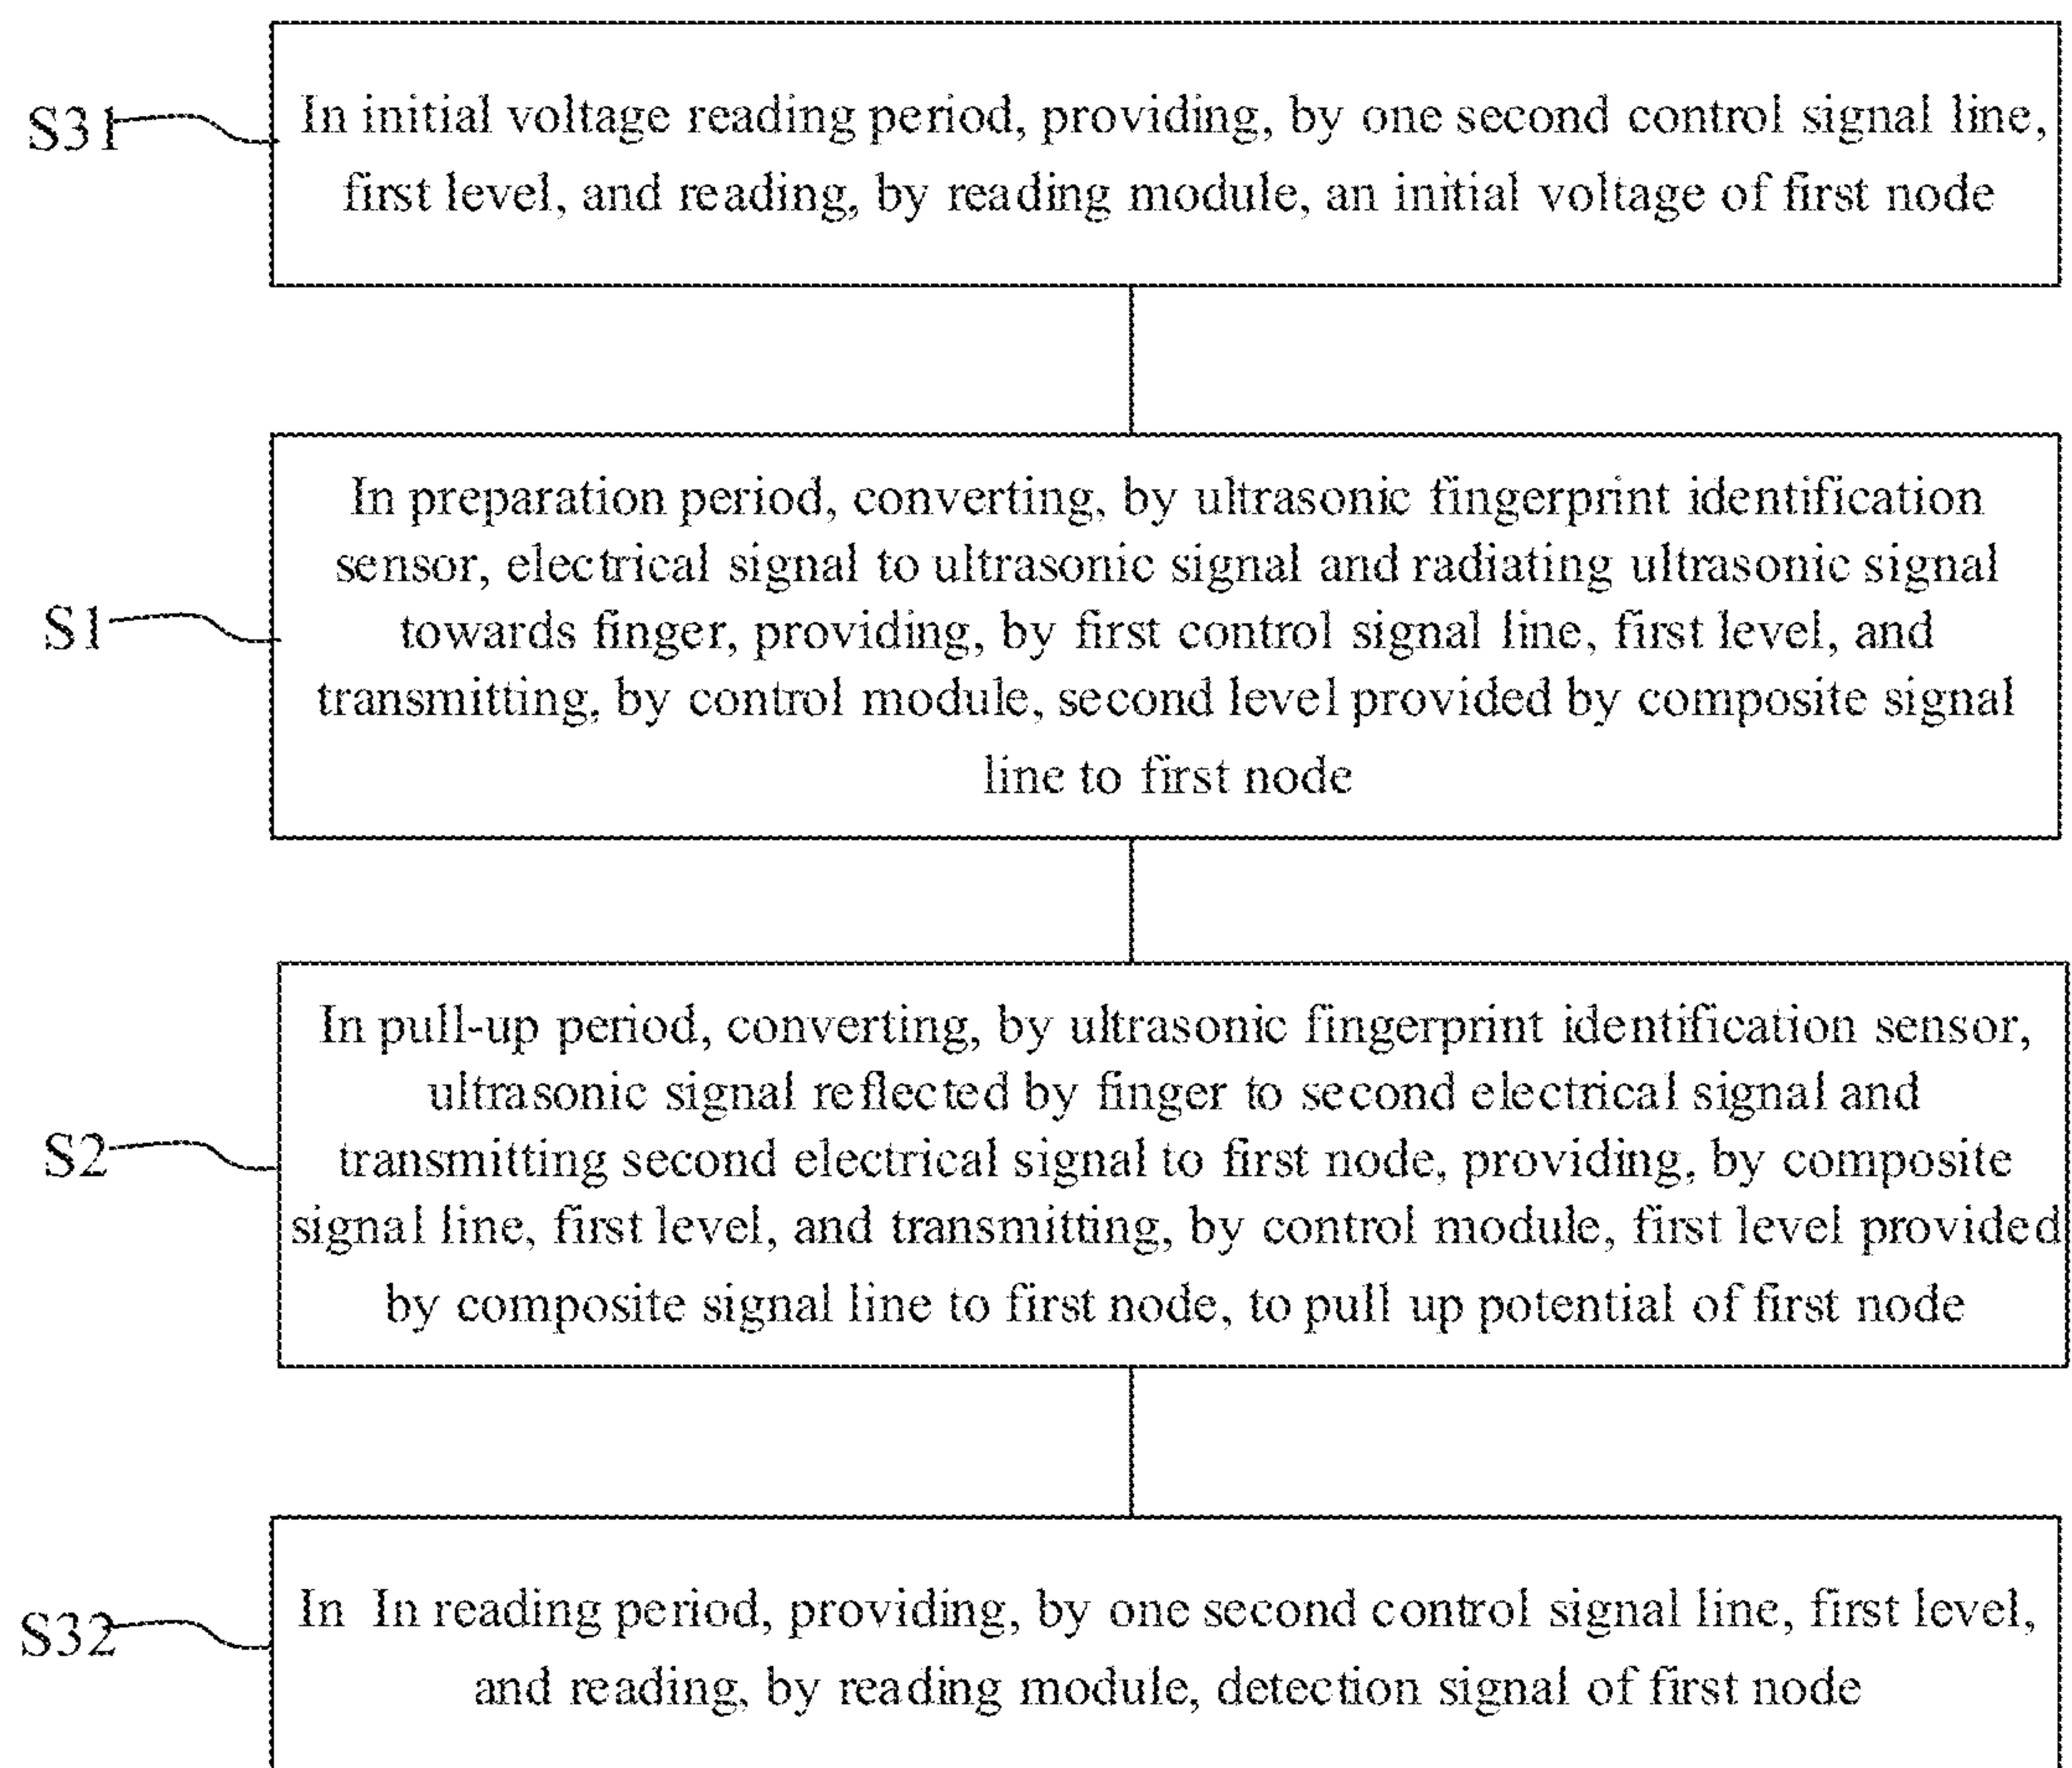 S31
In initial voltage reading period, providing, by one second control signal line,
first level, and reading, by reading module, an initial voltage of first node
S1
In preparation period, converting, by ultrasonic fingerprint identification
sensor, electrical signal to ultrasonic signal and radiating ultrasonic signal
towards finger, providing, by first control signal line, first level, and
transmitting, by control module, second level provided by composite signal
line to first node
S2
In pull-up period, converting, by ultrasonic fingerprint identification sensor,
ultrasonic signal reflected by finger to second electrical signal and
transmitting second electrical signal to first node, providing, by composite
signal line, first level, and transmitting, by control module, first level provided
by composite signal line to first node, to pull up potential of first node
S32
In In reading period, providing, by one second control signal line, first level,
and reading, by reading module, detection signal of first node